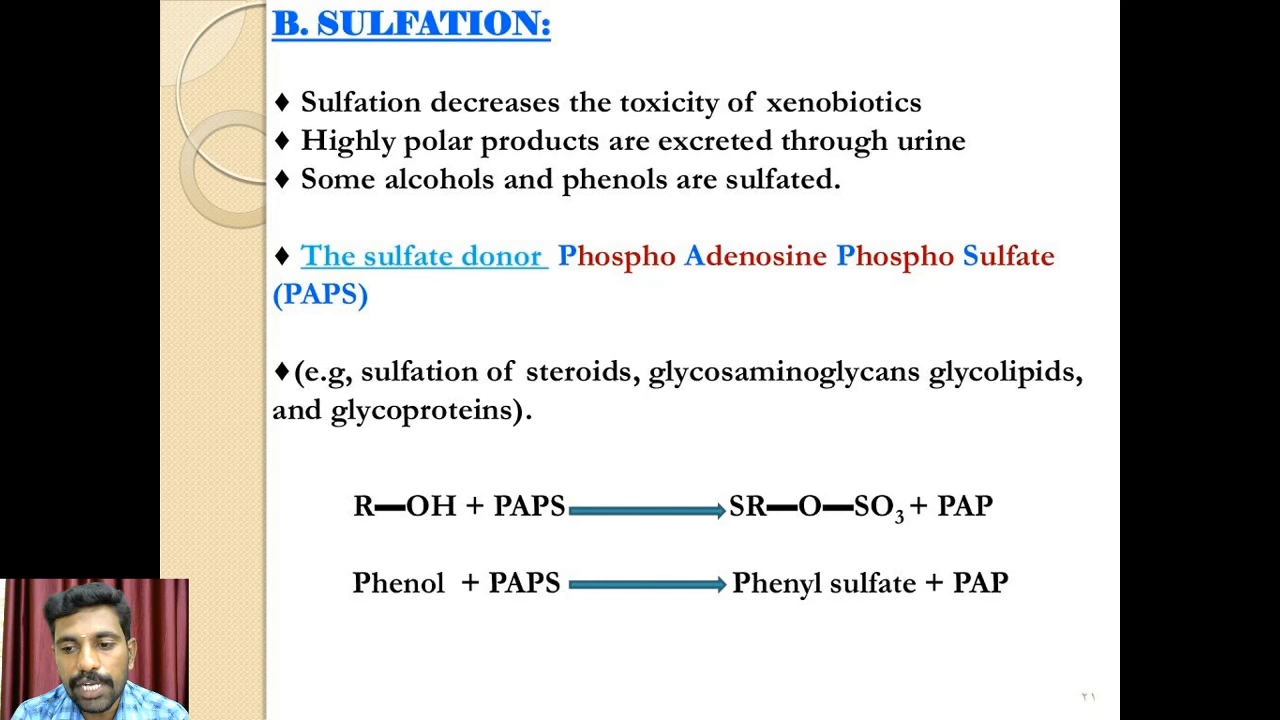 B. SULFATION:
♦ Sulfation decreases the toxicity of xenobiotics
♦ Highly polar products are excreted through urine
♦ Some alcohols and phenols are sulfated.
♦ The sulfate donor Phospho Adenosine Phospho Sulfate
(PAPS)
♦(e.g, sulfation of steroids, glycosaminoglycans glycolipids,
and glycoproteins).
R—OH + PAPS → SR—O—SO₃ + PAP
Phenol + PAPS → Phenyl sulfate + PAP
٢١